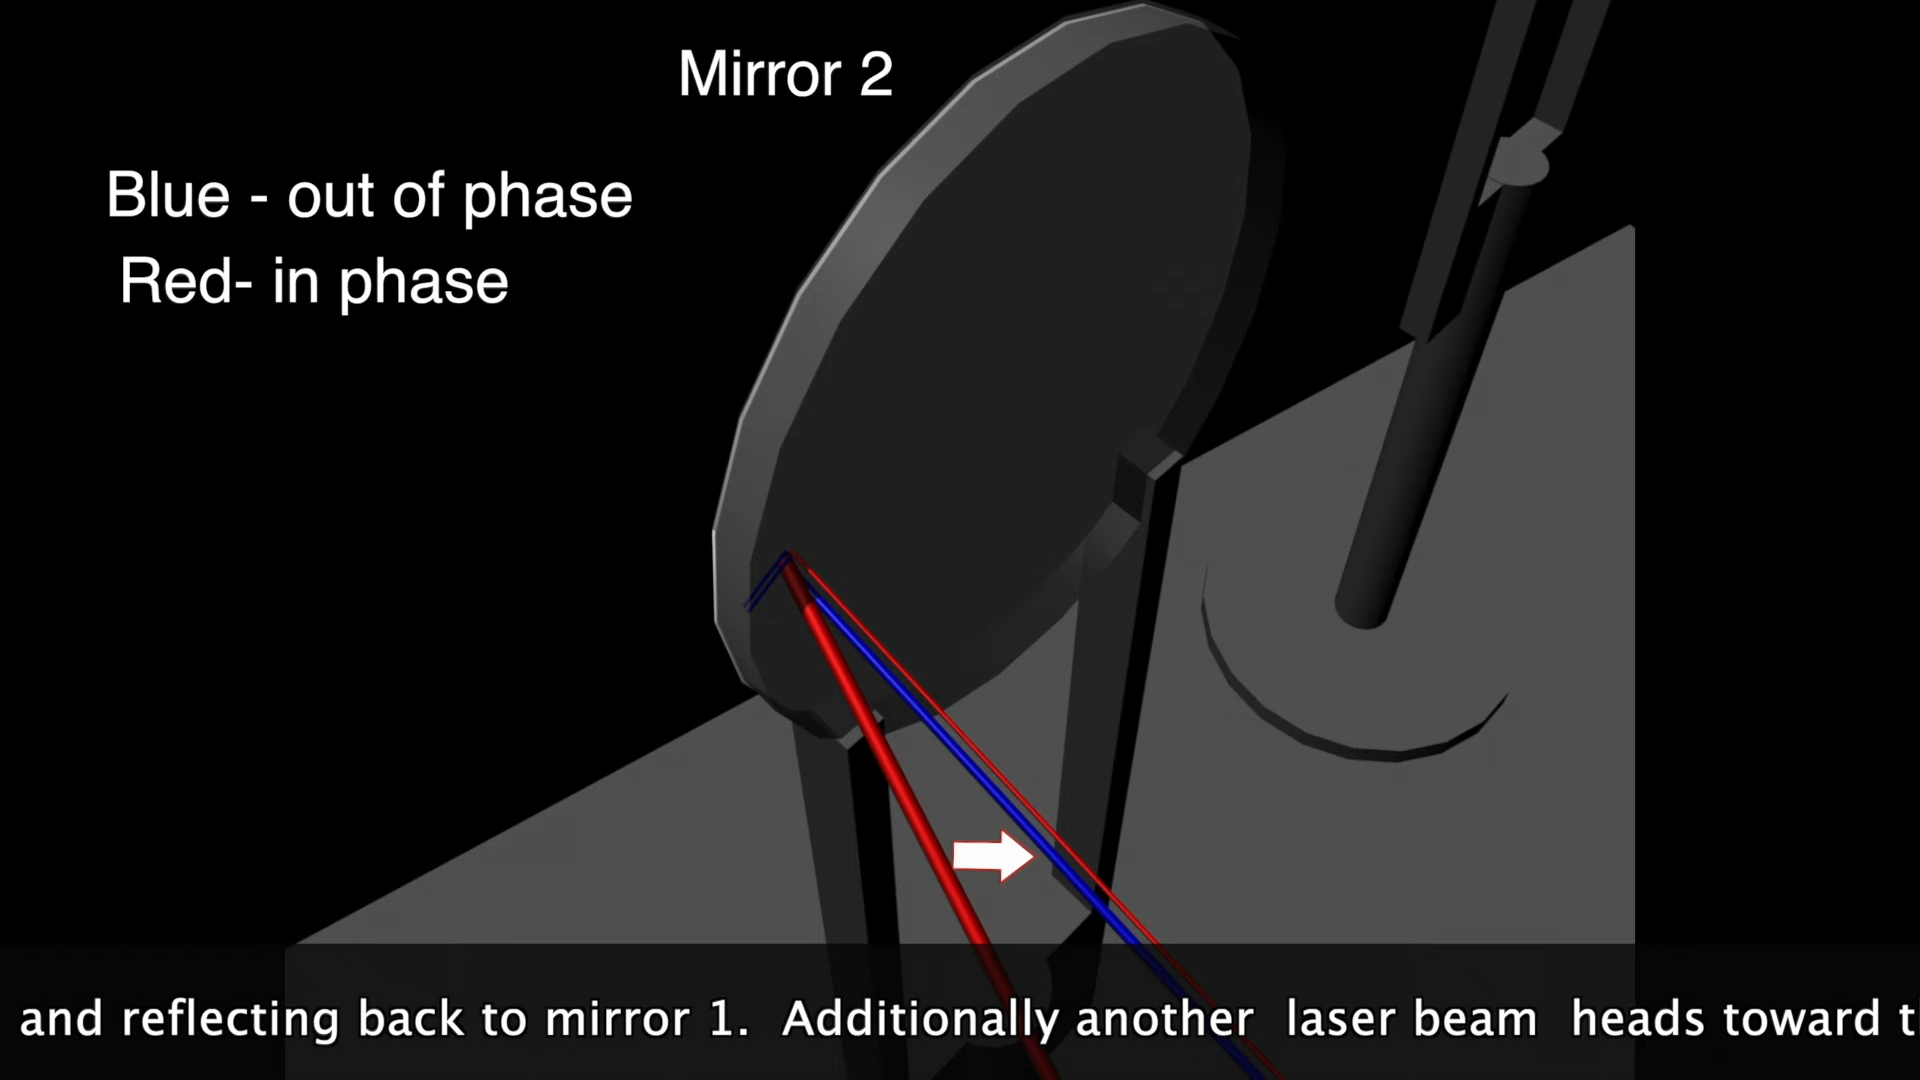 Mirror 2
Blue - out of phase
Red- in phase
and reflecting back to mirror 1.  Additionally another  laser beam  heads toward t